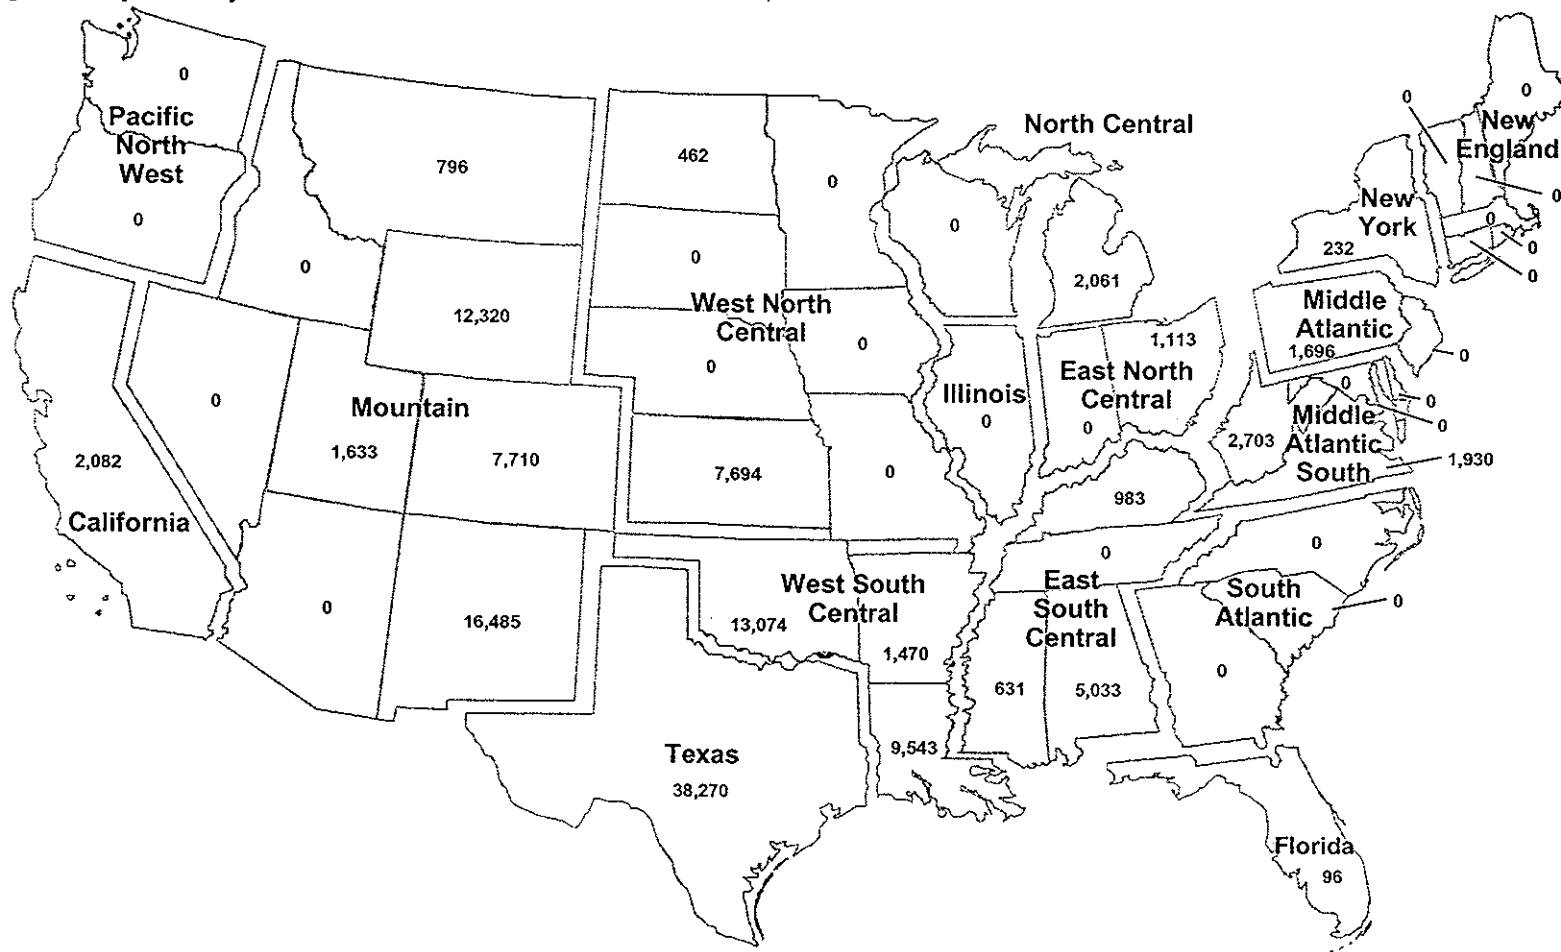 0
Pacific
North
West
0
796
0
12,320
0
Mountain
1,633
7,710
0
16,485
2,082
California
462
0
0
West North
Central
0
0
7,694
0
North Central
0
2,061
Illinois
0
1,113
East North
Central
0
New
York
232
0
0
New
England
0
0
0
0
Middle
Atlantic
1,696
0
0
0
0
Middle
Atlantic
South
2,703
1,930
983
0
East
South
Central
631
5,033
West South
Central
13,074
1,470
9,543
Texas
38,270
0
South
Atlantic
0
0
Florida
96